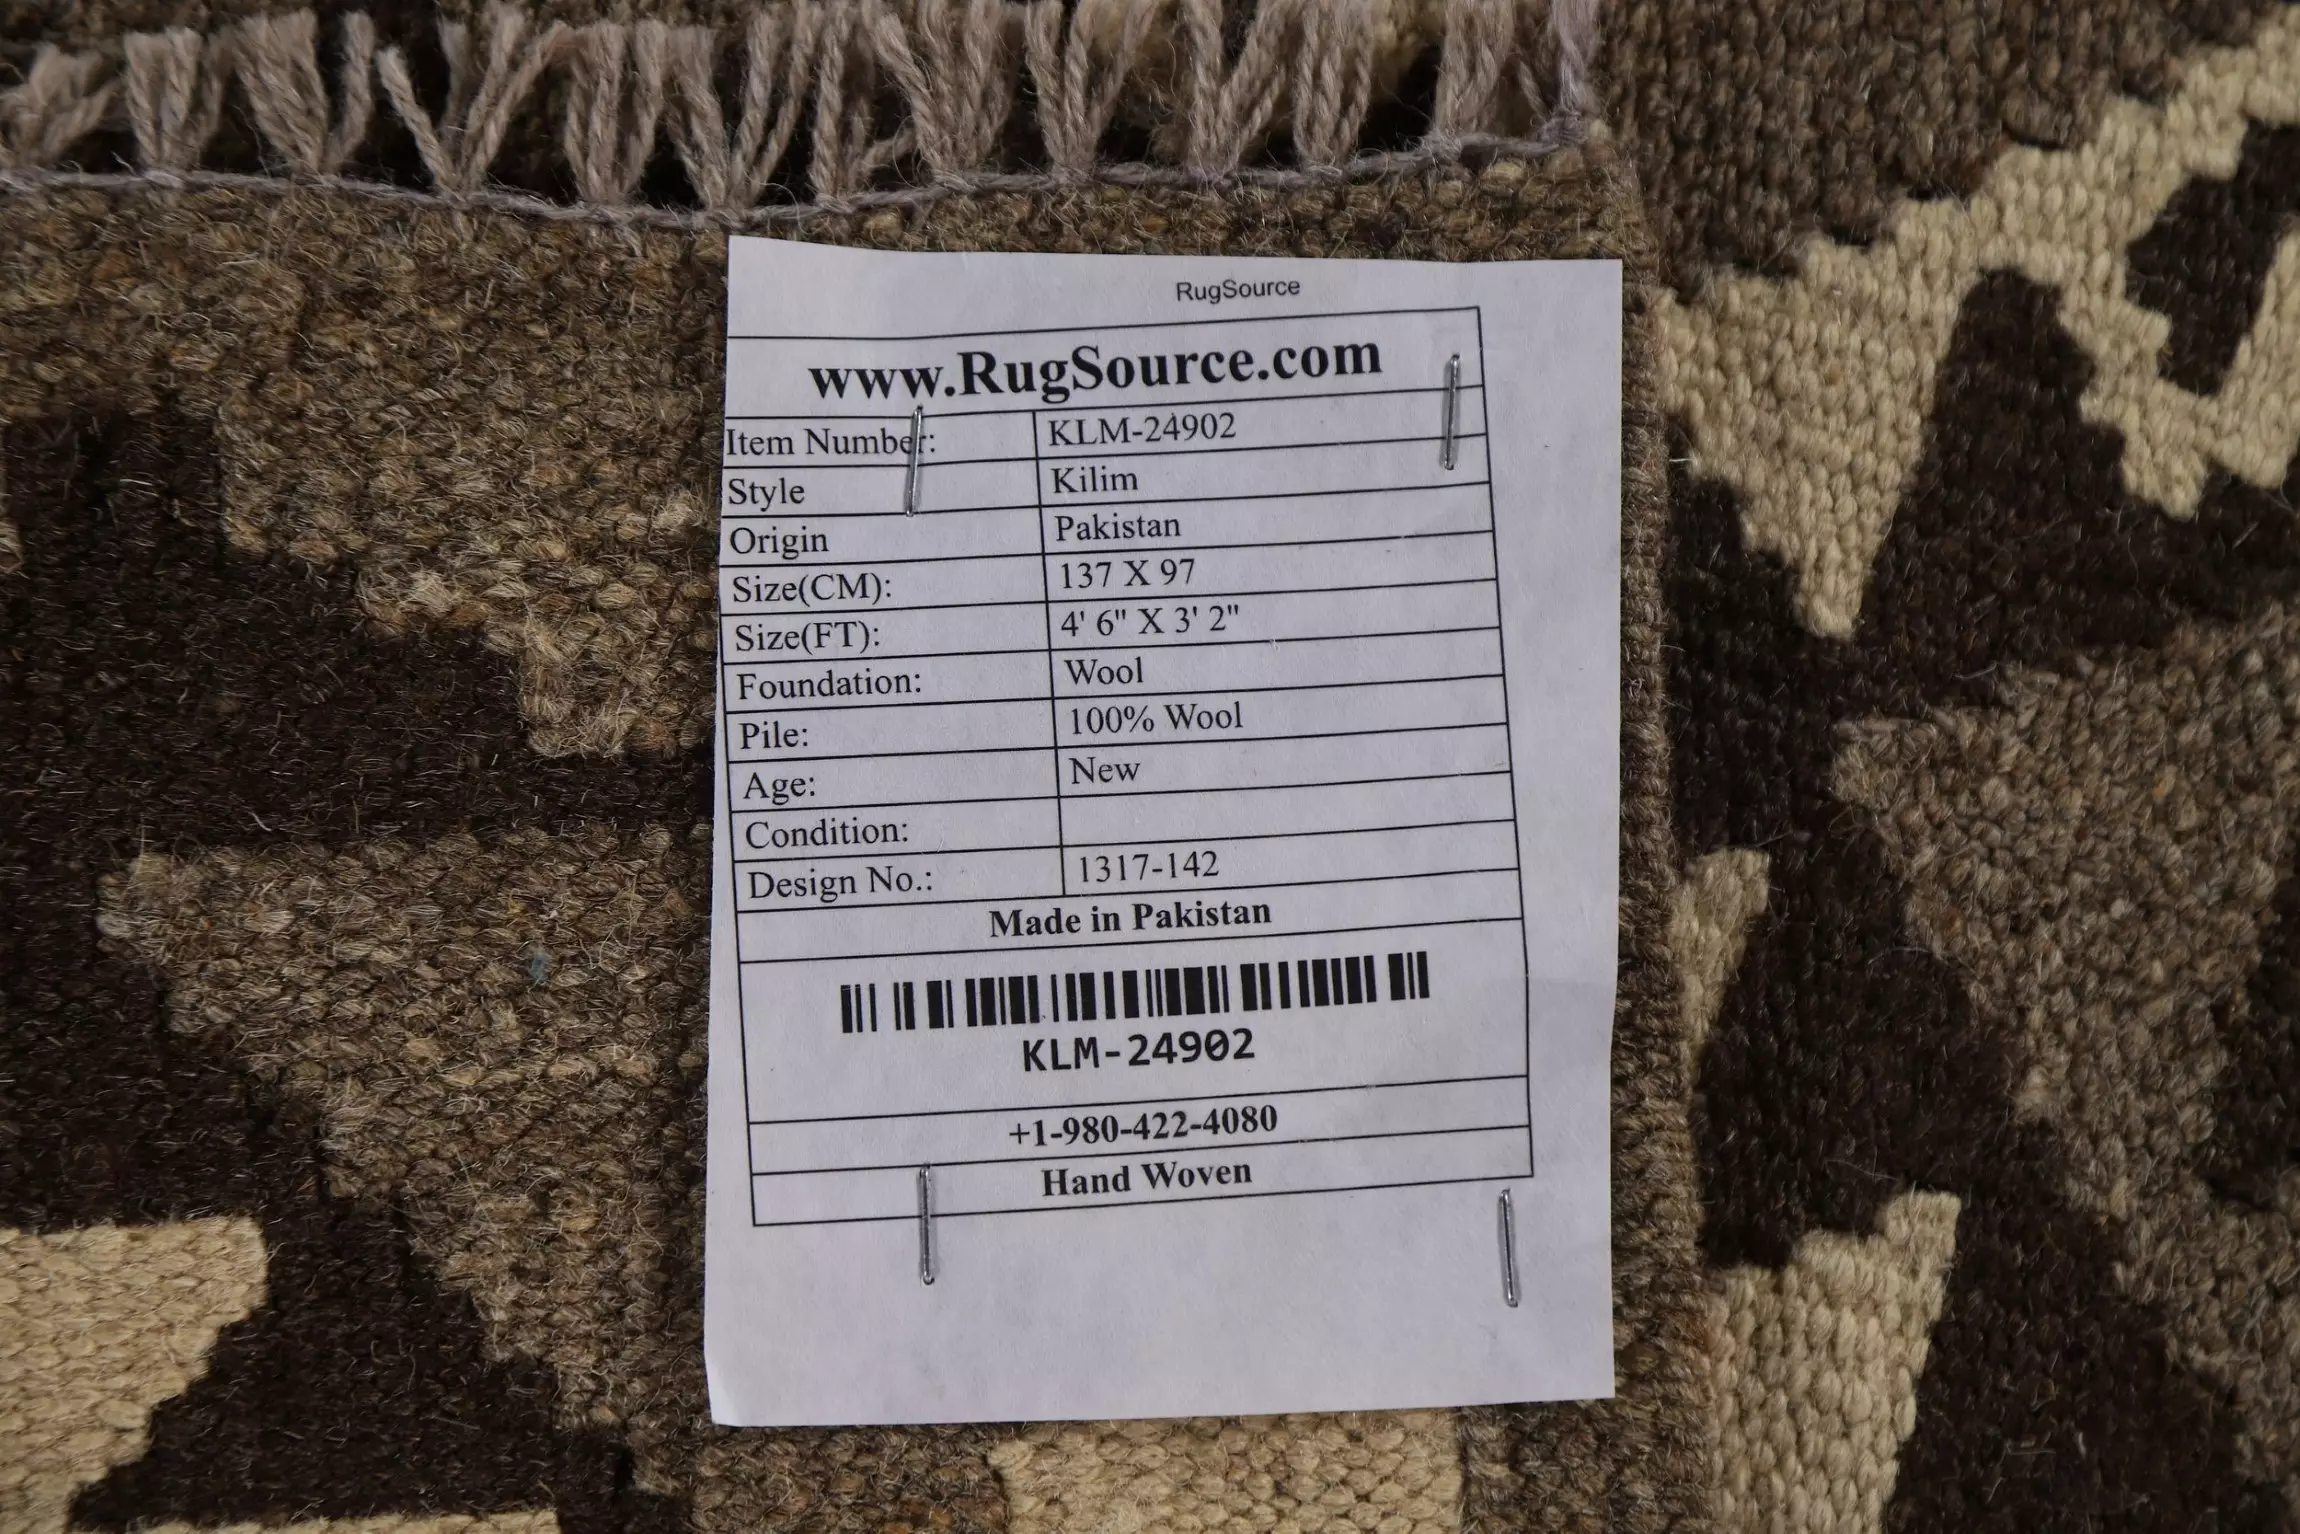 RugSource
www.RugSource.com
Item Number: KLM-24902
Style Kilim
Origin Pakistan
Size(CM): 137 X 97
Size(FT): 4' 6" X 3' 2"
Foundation: Wool
Pile: 100% Wool
Age: New
Condition:
Design No.: 1317-142
Made in Pakistan
KLM-24902
+1-980-422-4080
Hand Woven